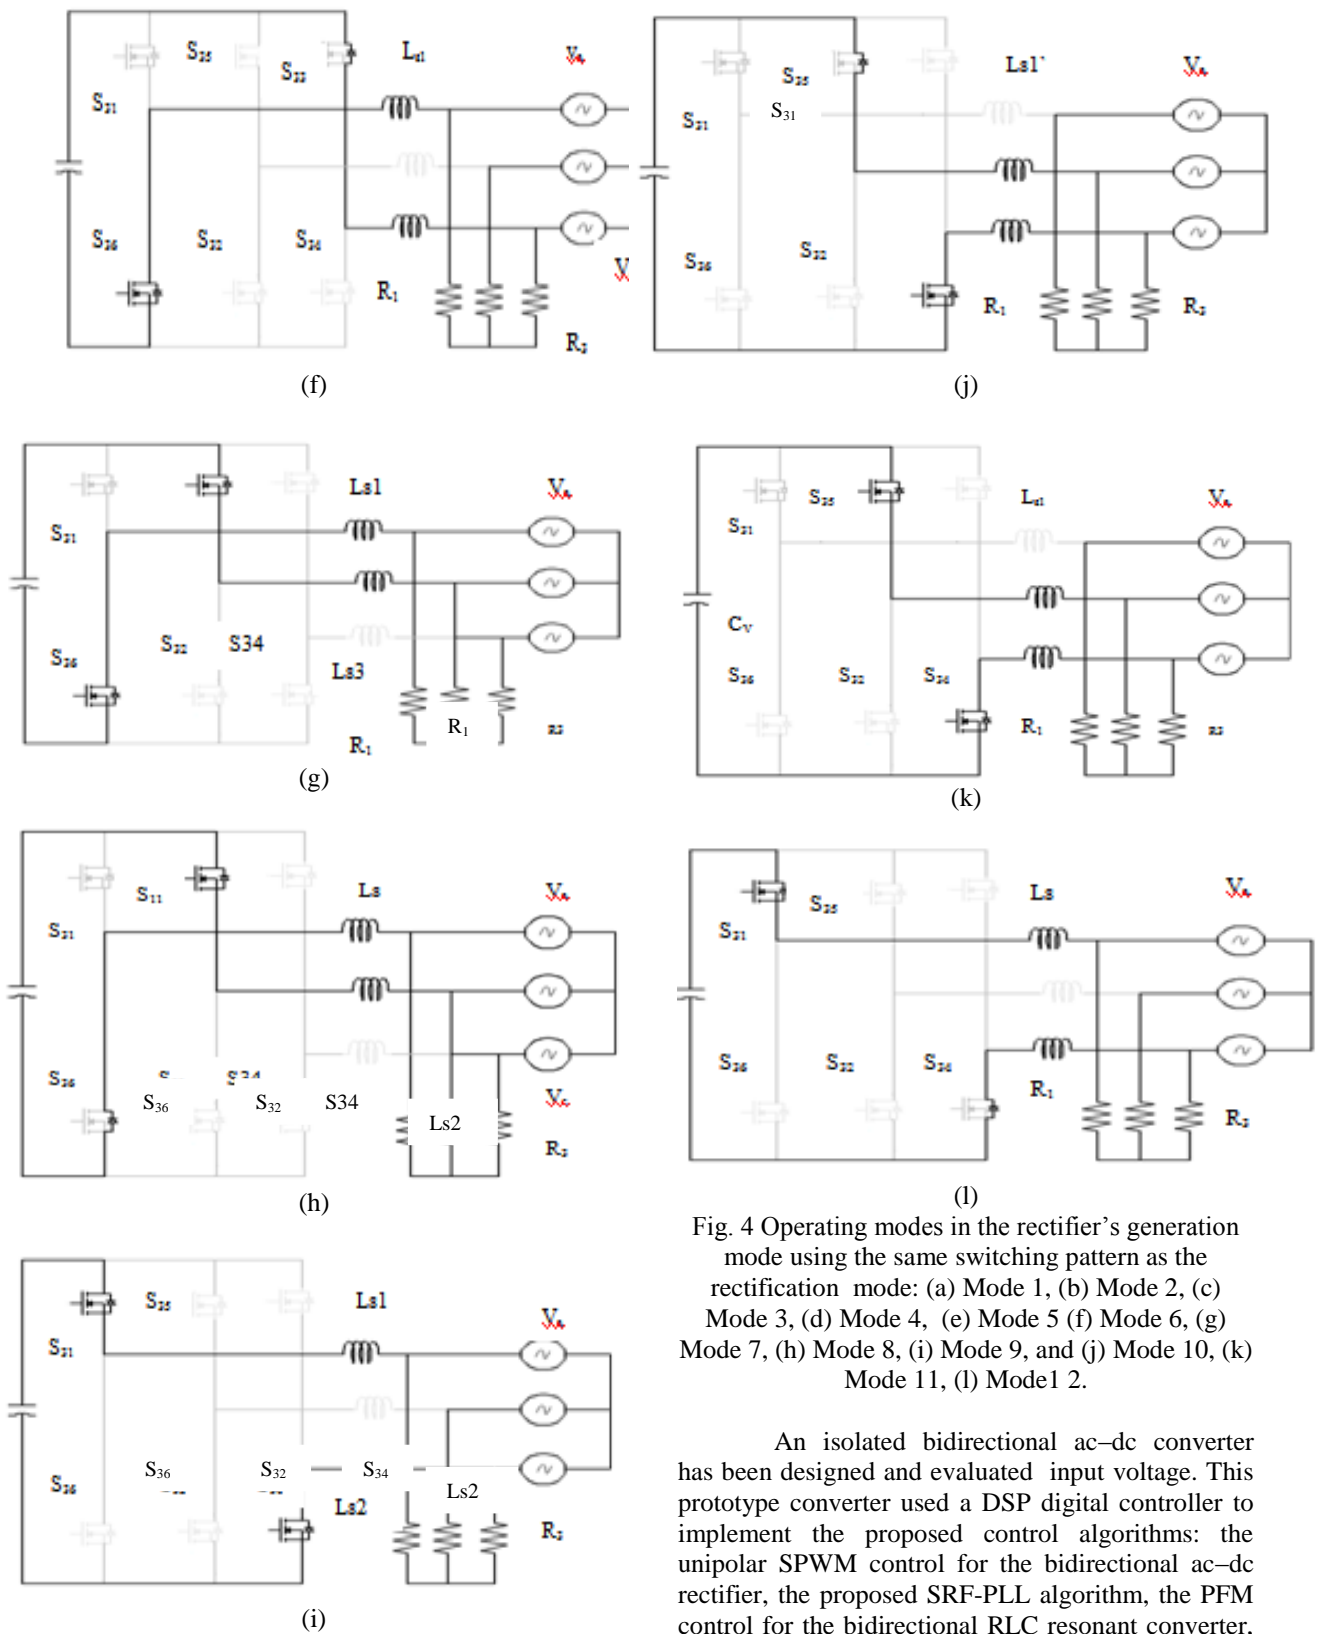 S35
S33
Ls1
Va
S31
S36
S32
S34
R1
V
R3
(f)
Ls1`
Va
S35
S31
S31
S36
S32
R1
R3
(j)
Ls1
Va
S31
S32
S34
S36
Ls3
R1
R1
R3
(g)
S35
Ls1
Va
S31
CV
S36
S32
S34
R1
R3
(k)
S11
Ls
Va
S31
S36
S34
S36
S32
S34
Ls2
Vc
R3
(h)
Ls
Va
S35
S31
S36
S32
S34
R1
R3
(l)
S35
Ls1
Va
S31
S36
S36
S32
S34
Ls2
Ls2
R3
(i)
Fig. 4 Operating modes in the rectifier’s generation
mode using the same switching pattern as the
rectification mode: (a) Mode 1, (b) Mode 2, (c)
Mode 3, (d) Mode 4, (e) Mode 5 (f) Mode 6, (g)
Mode 7, (h) Mode 8, (i) Mode 9, and (j) Mode 10, (k)
Mode 11, (l) Mode1 2.
An isolated bidirectional ac–dc converter
has been designed and evaluated input voltage. This
prototype converter used a DSP digital controller to
implement the proposed control algorithms: the
unipolar SPWM control for the bidirectional ac–dc
rectifier, the proposed SRF-PLL algorithm, the PFM
control for the bidirectional RLC resonant converter,